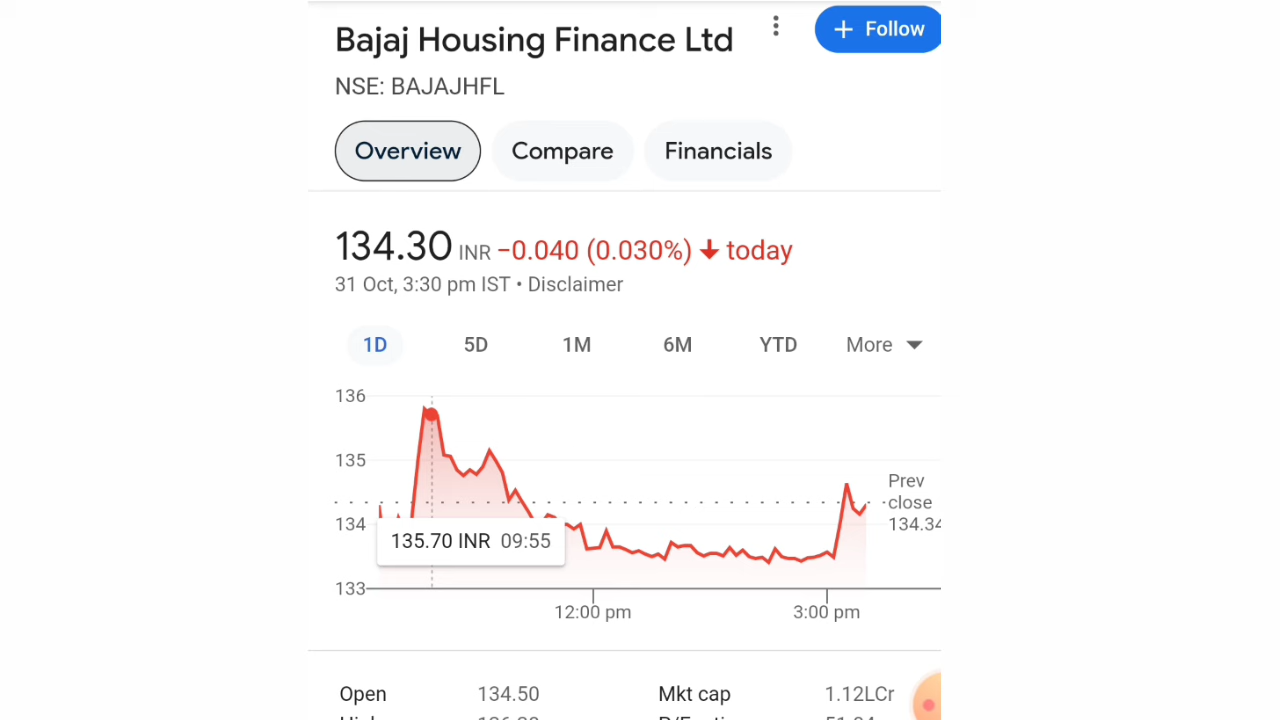 Bajaj Housing Finance Ltd
+ Follow
NSE: BAJAJHFL
Overview Compare Financials
134.30 INR −0.040 (0.030%) ↓ today
31 Oct, 3:30 pm IST • Disclaimer
1D 5D 1M 6M YTD More
136
135
134
133
Prev
close
134.34
135.70 INR 09:55
12:00 pm 3:00 pm
Open 134.50 Mkt cap 1.12LCr